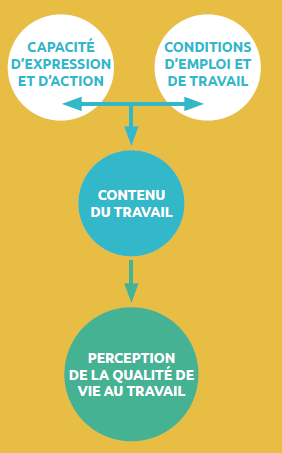 CAPACITÉ
D’EXPRESSION
ET D’ACTION
CONDITIONS
D’EMPLOI ET
DE TRAVAIL
CONTENU
DU TRAVAIL
PERCEPTION
DE LA QUALITÉ DE
VIE AU TRAVAIL